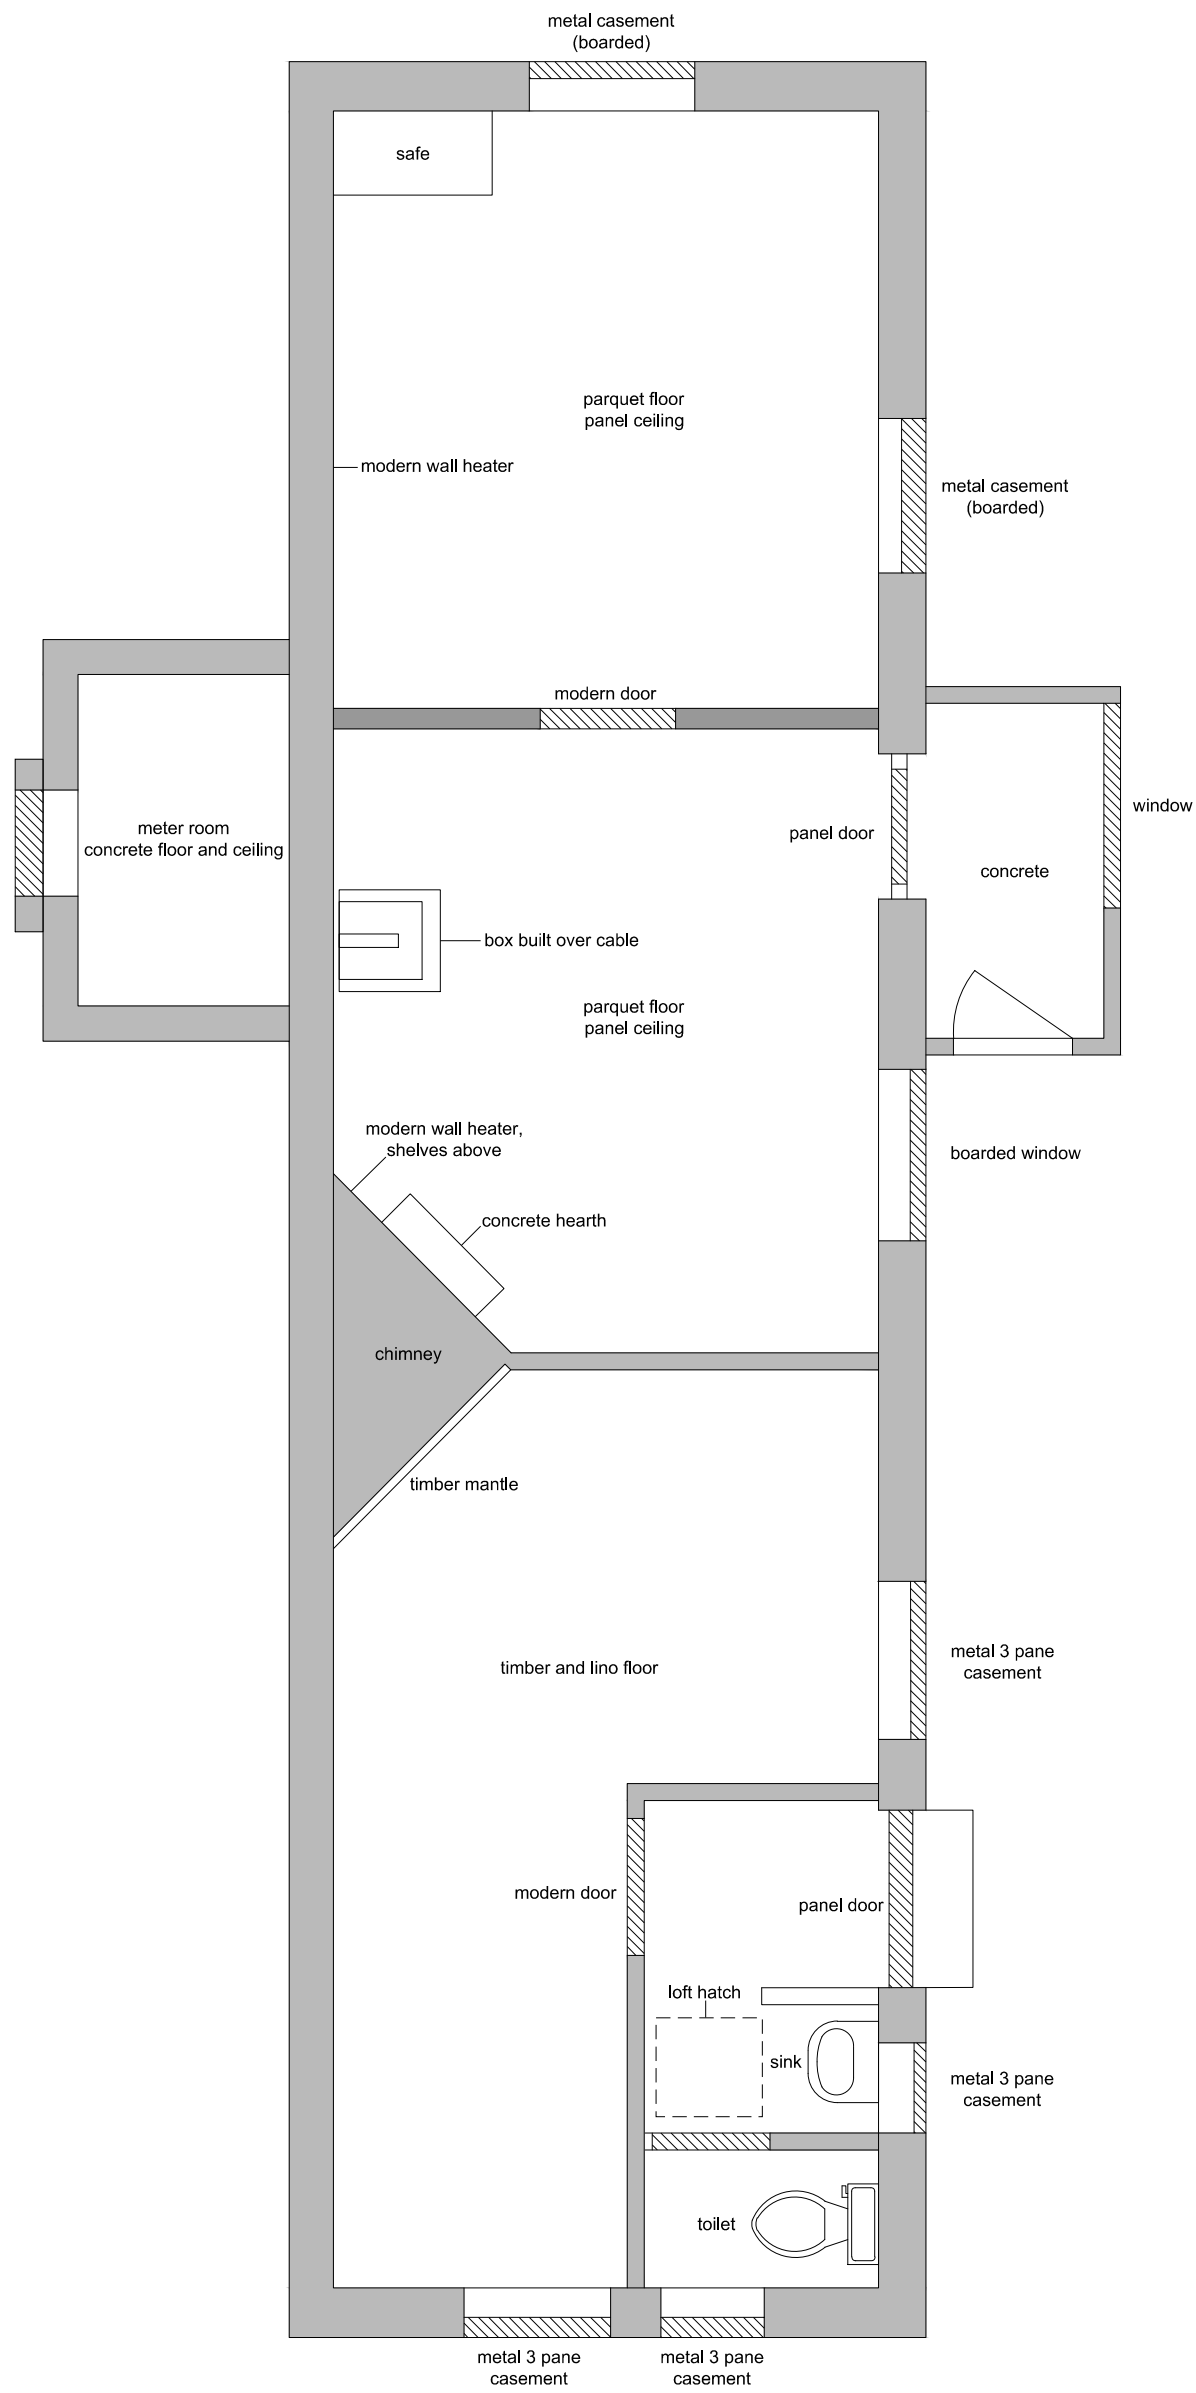 metal casement
(boarded)
safe
parquet floor
panel ceiling
modern wall heater
metal casement
(boarded)
modern door
window
meter room
concrete floor and ceiling
panel door
concrete
box built over cable
parquet floor
panel ceiling
modern wall heater,
shelves above
boarded window
concrete hearth
chimney
timber mantle
timber and lino floor
metal 3 pane
casement
modern door
panel door
loft hatch
sink
metal 3 pane
casement
toilet
metal 3 pane
casement
metal 3 pane
casement